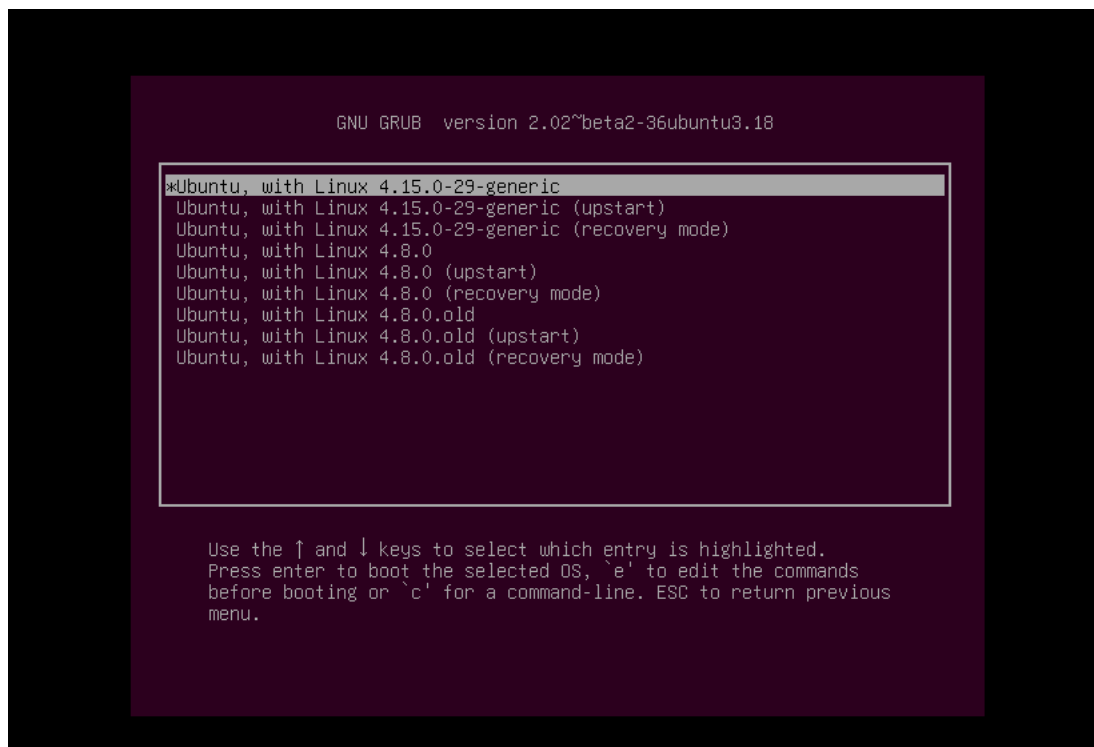 GNU GRUB  version 2.02~beta2-36ubuntu3.18
*Ubuntu, with Linux 4.15.0-29-generic
Ubuntu, with Linux 4.15.0-29-generic (upstart)
Ubuntu, with Linux 4.15.0-29-generic (recovery mode)
Ubuntu, with Linux 4.8.0
Ubuntu, with Linux 4.8.0 (upstart)
Ubuntu, with Linux 4.8.0 (recovery mode)
Ubuntu, with Linux 4.8.0.old
Ubuntu, with Linux 4.8.0.old (upstart)
Ubuntu, with Linux 4.8.0.old (recovery mode)
Use the ↑ and ↓ keys to select which entry is highlighted.
Press enter to boot the selected OS, `e' to edit the commands
before booting or `c' for a command-line. ESC to return previous
menu.